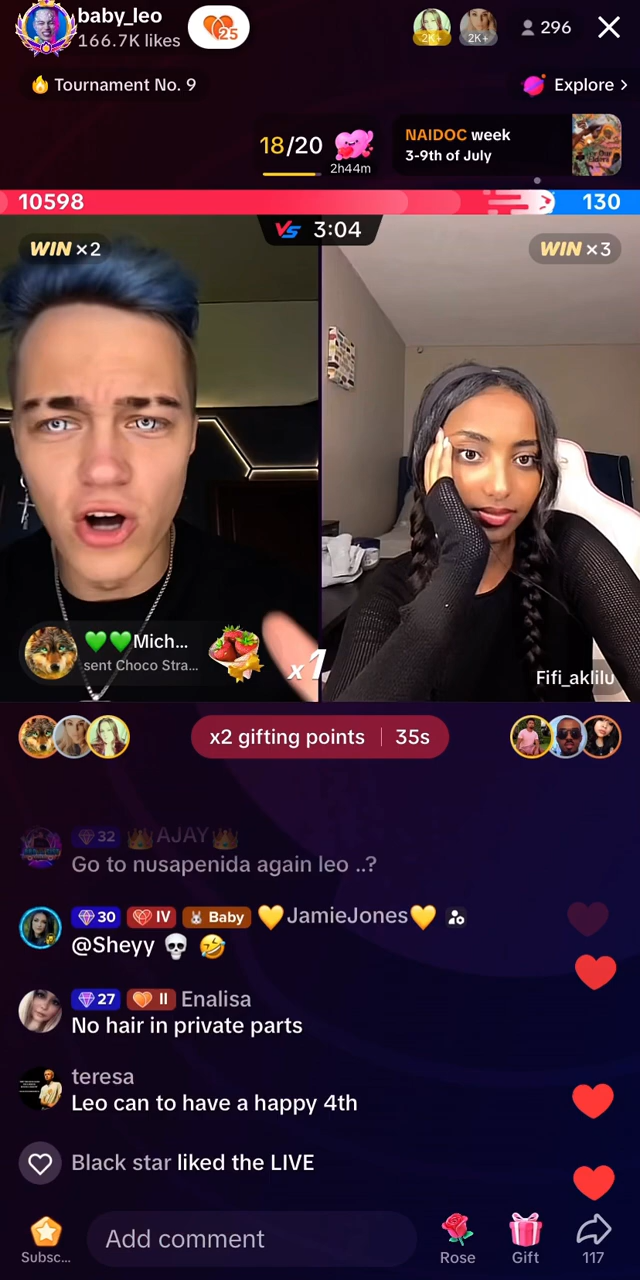 baby_leo
166.7K likes
25
2K+
2K+
296
Tournament No. 9
Explore >
18/20
2h44m
NAIDOC week
3-9th of July
10598
130
VS 3:04
WIN ×2
WIN ×3
💚💚Mich...
sent Choco Stra...
x1
Fifi_aklilu
x2 gifting points | 35s
32 👑AJAY👑
Go to nusapenida again leo ..?
30 IV Baby 💛JamieJones💛
@Sheyy 💀 🤣
27 II Enalisa
No hair in private parts
teresa
Leo can to have a happy 4th
Black star liked the LIVE
Subsc...
Add comment
Rose
Gift
117